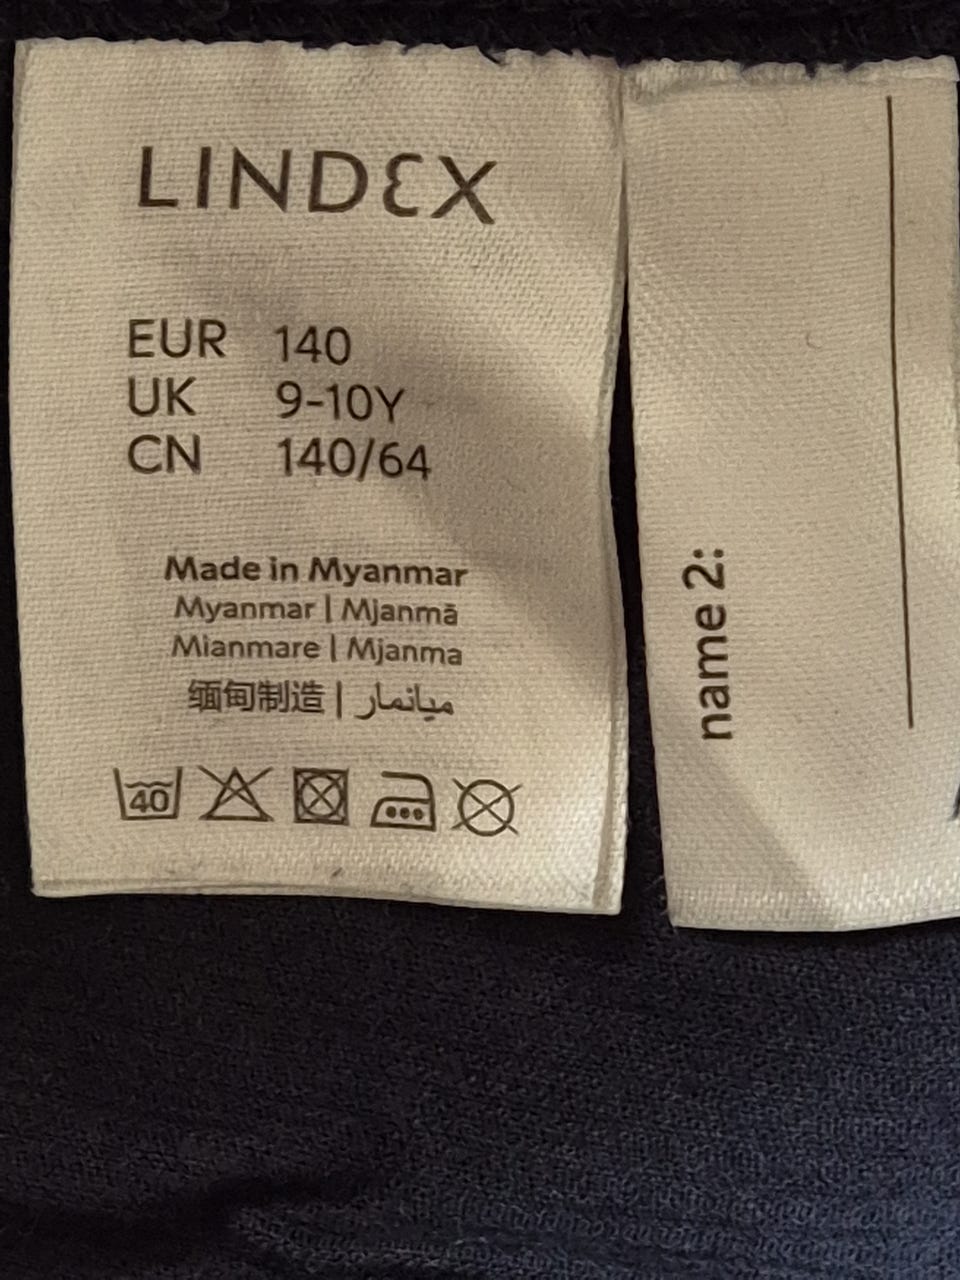 LINDEX
EUR 140
UK 9-10Y
CN 140/64
Made in Myanmar
Myanmar | Mjanmā
Mianmare | Mjanma
缅甸制造 | ميانمار
40
name 2: